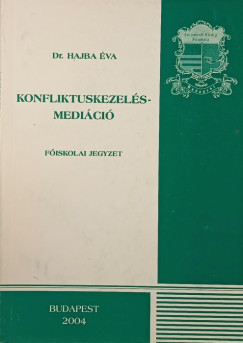 Dr. HAJBA ÉVA
KONFLIKTUSKEZELÉS-
MEDIÁCIÓ
FŐISKOLAI JEGYZET
BUDAPEST
2004